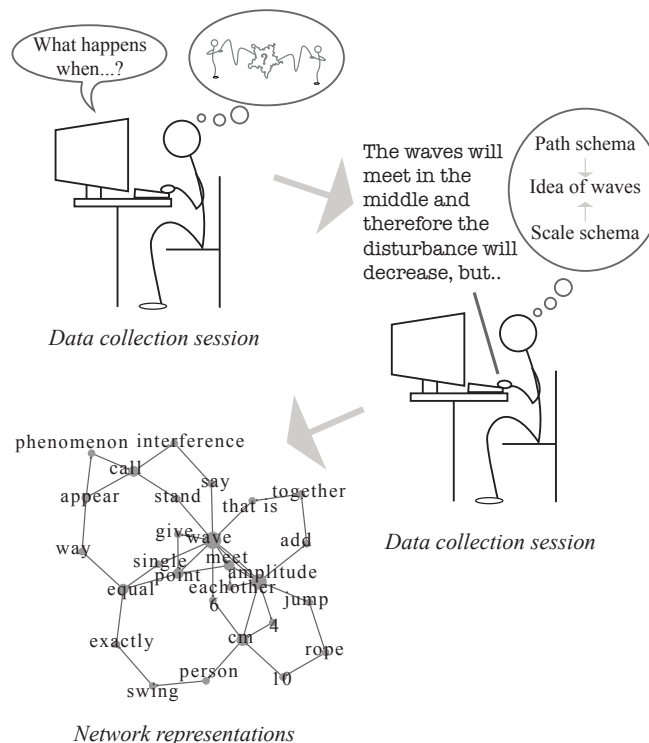 What happens
when...?
?
The waves will
meet in the
middle and
therefore the
disturbance will
decrease, but..
Path schema
Idea of waves
Scale schema
Data collection session
Data collection session
phenomenon
interference
call
say
together
appear
stand
that is
give
wave
add
way
single
meet
point
amplitude
equal
eachother
jump
6
4
exactly
cm
rope
person
10
swing
Network representations